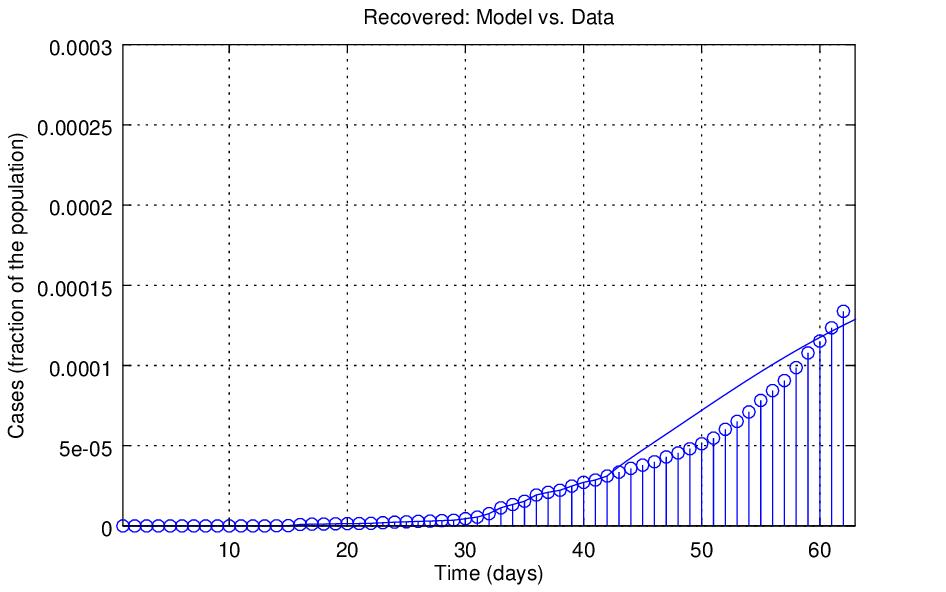 Recovered: Model vs. Data
0.0003
0.00025
0.0002
0.00015
0.0001
5e-05
0
10 20 30 40 50 60
Time (days)
Cases (fraction of the population)